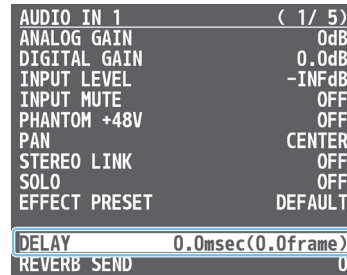 AUDIO IN 1 ( 1/ 5)
ANALOG GAIN 0dB
DIGITAL GAIN 0.0dB
INPUT LEVEL -INFdB
INPUT MUTE OFF
PHANTOM +48V OFF
PAN CENTER
STEREO LINK OFF
SOLO OFF
EFFECT PRESET DEFAULT
DELAY 0.0msec(0.0frame)
REVERB SEND 0